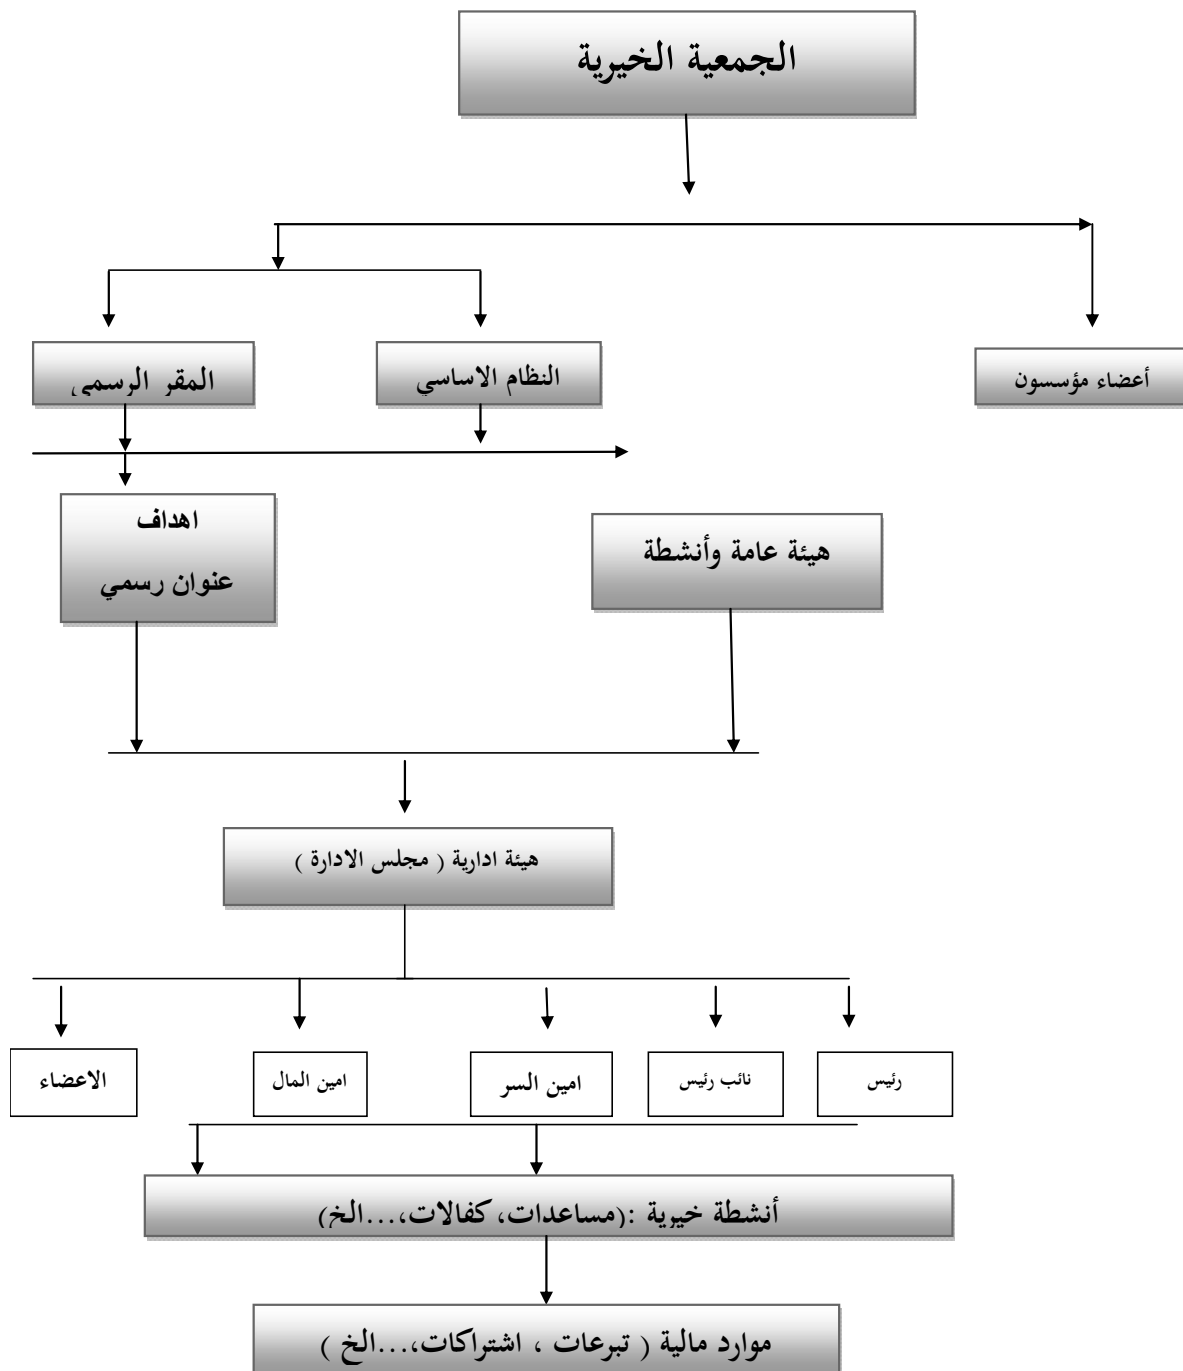 الجمعية الخيرية
أعضاء مؤسسون
النظام الاساسي
المقر الرسمي
اهداف
عنوان رسمي
هيئة عامة وأنشطة
هيئة ادارية ( مجلس الادارة )
رئيس
نائب رئيس
امين السر
امين المال
الاعضاء
أنشطة خيرية :(مساعدات، كفالات،...الخ)
موارد مالية ( تبرعات ، اشتراكات،...الخ )